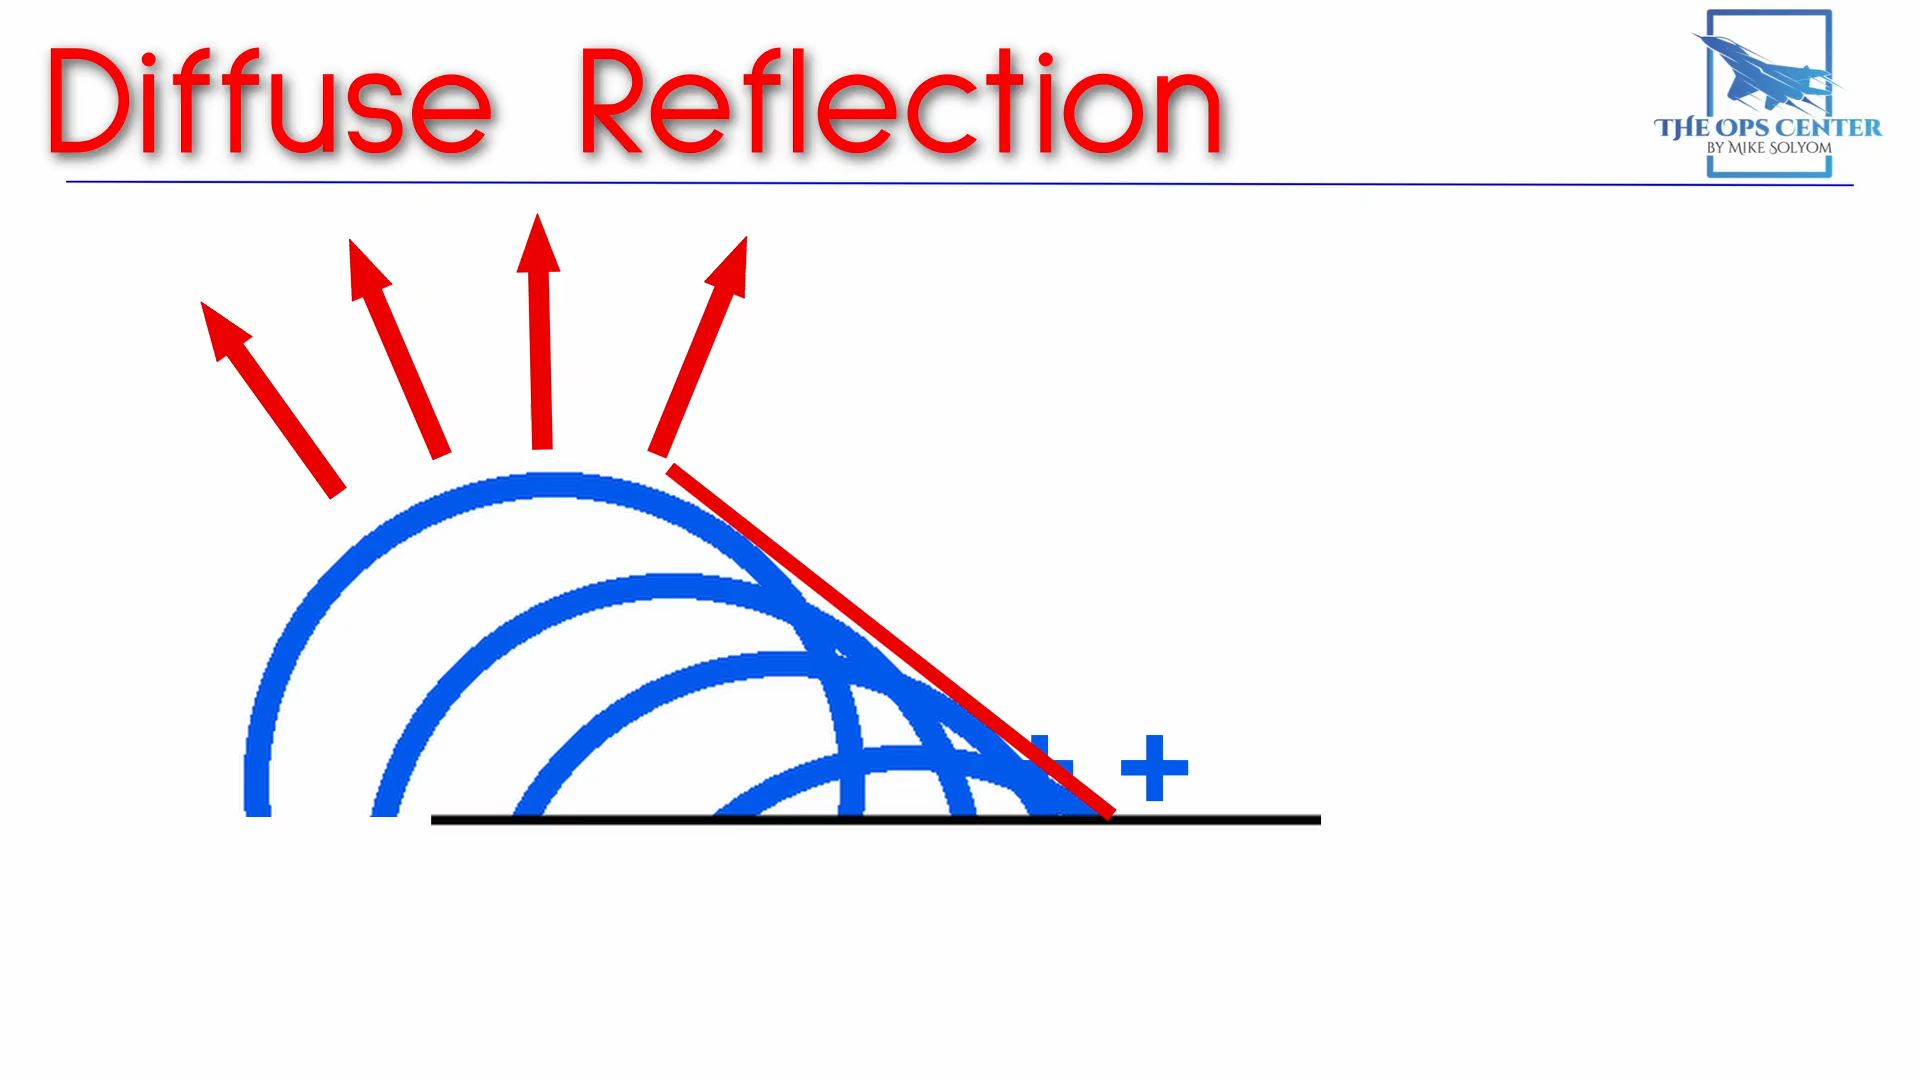 Diffuse Reflection
THE OPS CENTER
BY MIKE SOLYOM
+ +